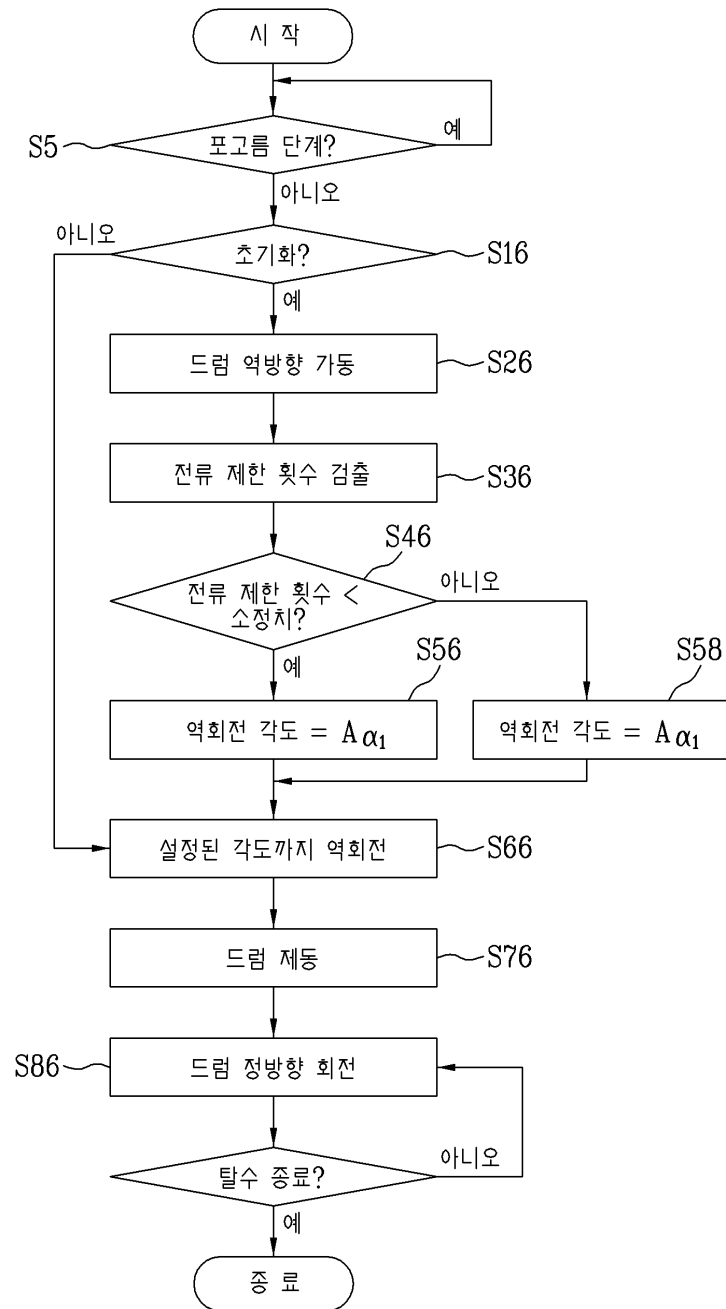 시 작
S5
포고름 단계?
예
아니오
아니오
초기화?
S16
예
드럼 역방향 가동
S26
전류 제한 횟수 검출
S36
S46
전류 제한 횟수 <
소정치?
아니오
예
S56
S58
역회전 각도 = Aα1
역회전 각도 = Aα1
설정된 각도까지 역회전
S66
드럼 제동
S76
S86
드럼 정방향 회전
탈수 종료?
아니오
예
종 료